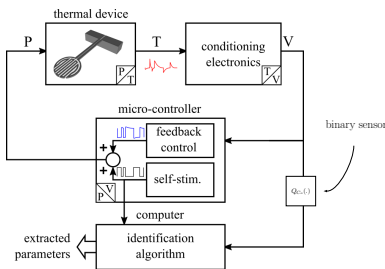 thermal device
P
T
V
P
T
conditioning
electronics
T
V
micro-controller
feedback
control
+
+
self-stim.
V
P
binary sensor
computer
identification
algorithm
extracted
parameters